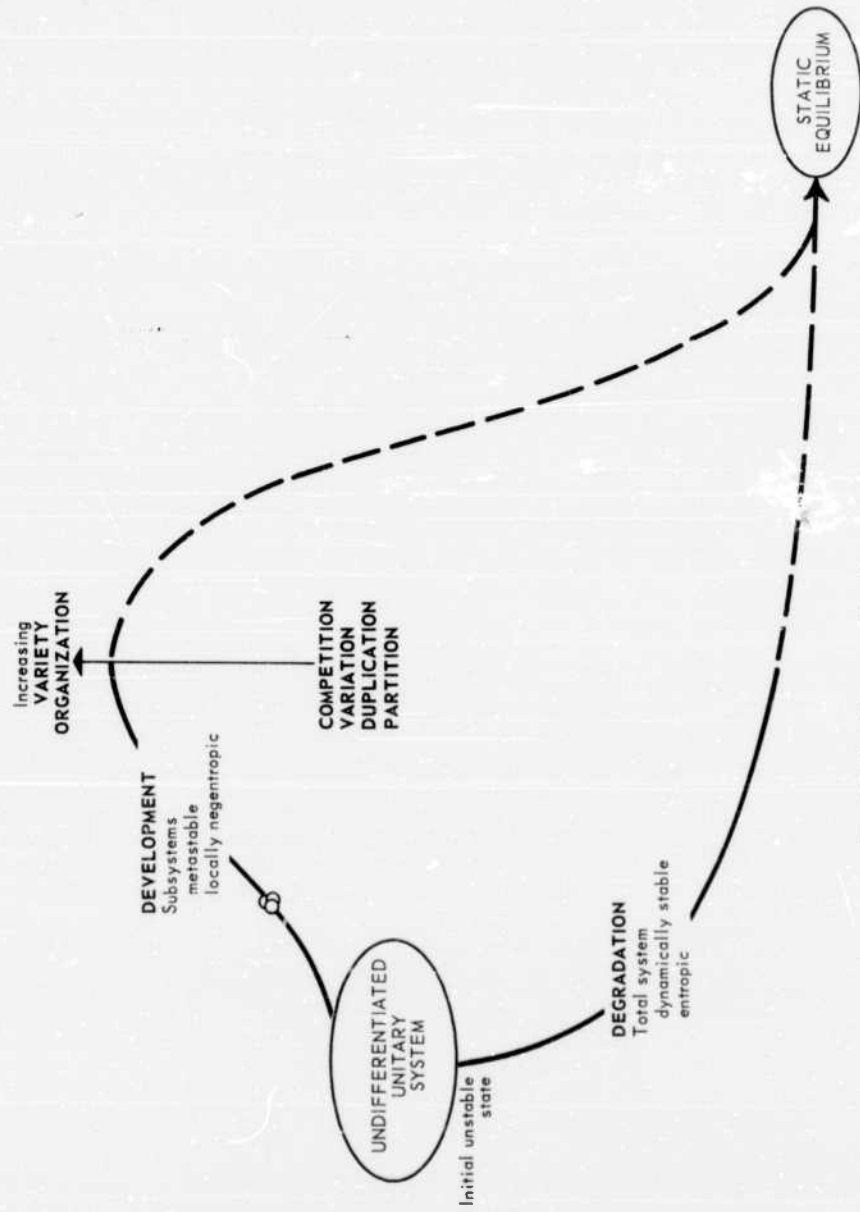 Increasing
VARIETY
ORGANIZATION
DEVELOPMENT
Subsystems
metastable
locally negentropic
COMPETITION
VARIATION
DUPLICATION
PARTITION
UNDIFFERENTIATED
UNITARY
SYSTEM
Initial unstable
state
DEGRADATION
Total system
dynamically stable
entropic
STATIC
EQUILIBRIUM